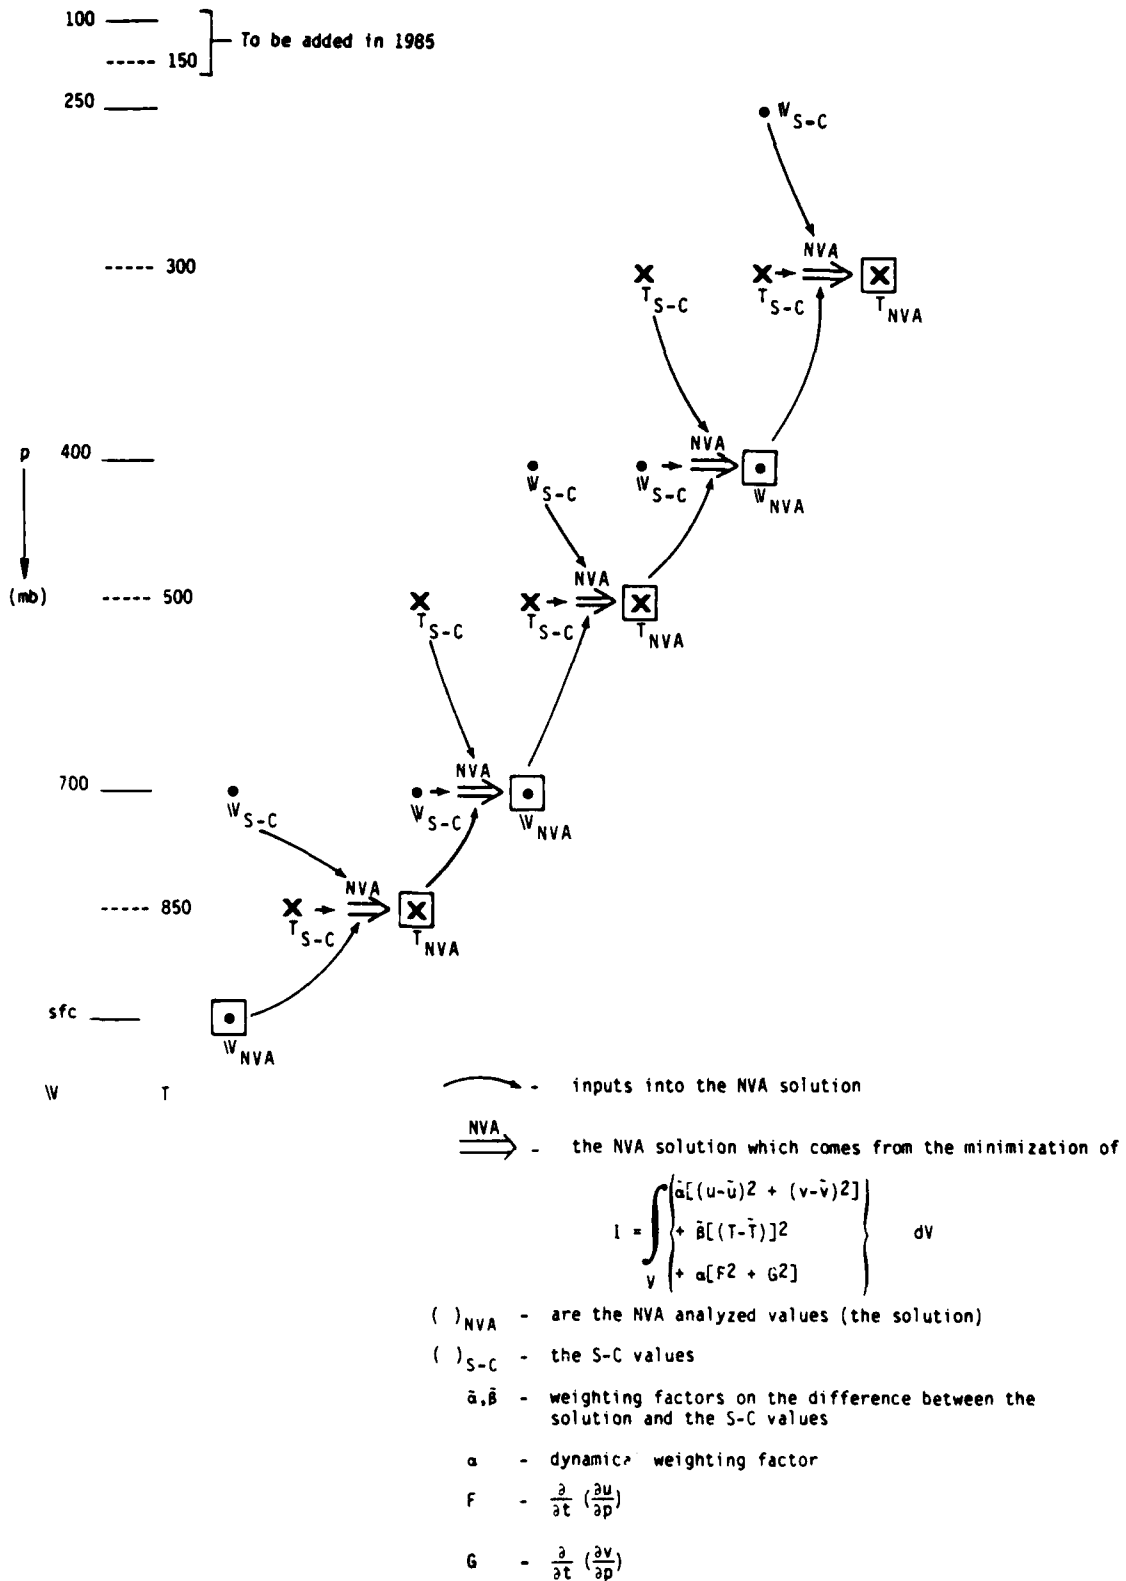 100
To be added in 1985
150
250
W S-C
NVA
300
T S-C
T S-C
T NVA
NVA
p
400
W S-C
W S-C
W NVA
NVA
(mb)
500
T S-C
T S-C
T NVA
NVA
700
W S-C
W S-C
W NVA
NVA
850
T S-C
T NVA
sfc
W NVA
W T
- inputs into the NVA solution
NVA - the NVA solution which comes from the minimization of
I = ∫V { α̃[(u-ũ)2 + (v-ṽ)2]
+ β̃[(T-T̃)]2 dV
+ α[F2 + G2] }
( )NVA - are the NVA analyzed values (the solution)
( )S-C - the S-C values
α̃,β̃ - weighting factors on the difference between the
solution and the S-C values
α - dynamica weighting factor
F - ∂/∂t (∂u/∂p)
G - ∂/∂t (∂v/∂p)